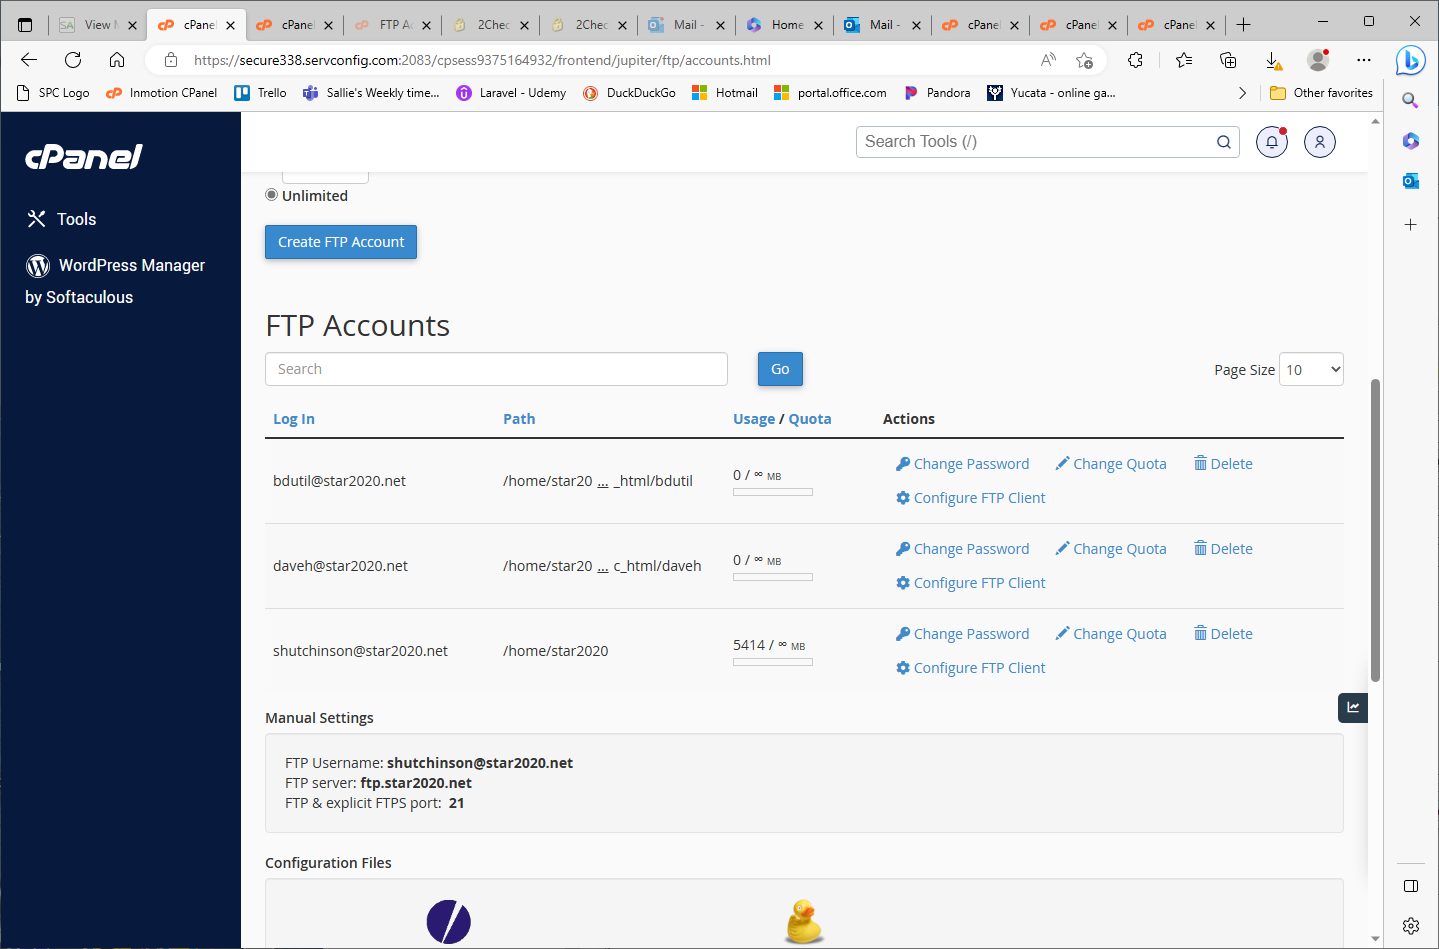 View M
cPanel
cPanel
FTP Ac
2Chec
2Chec
Mail -
Home
Mail -
cPanel
cPanel
cPanel
https://secure338.servconfig.com:2083/cpsess9375164932/frontend/jupiter/ftp/accounts.html
SPC Logo
Inmotion CPanel
Trello
Sallie's Weekly time...
Laravel - Udemy
DuckDuckGo
Hotmail
portal.office.com
Pandora
Yucata - online ga...
Other favorites
cPanel
Tools
WordPress Manager
by Softaculous
Search Tools (/)
Unlimited
Create FTP Account
FTP Accounts
Search
Go
Page Size 10
Log In Path Usage / Quota Actions
bdutil@star2020.net /home/star20 ... _html/bdutil 0 / ∞ MB Change Password Change Quota Delete
Configure FTP Client
daveh@star2020.net /home/star20 ... c_html/daveh 0 / ∞ MB Change Password Change Quota Delete
Configure FTP Client
shutchinson@star2020.net /home/star2020 5414 / ∞ MB Change Password Change Quota Delete
Configure FTP Client
Manual Settings
FTP Username: shutchinson@star2020.net
FTP server: ftp.star2020.net
FTP & explicit FTPS port: 21
Configuration Files